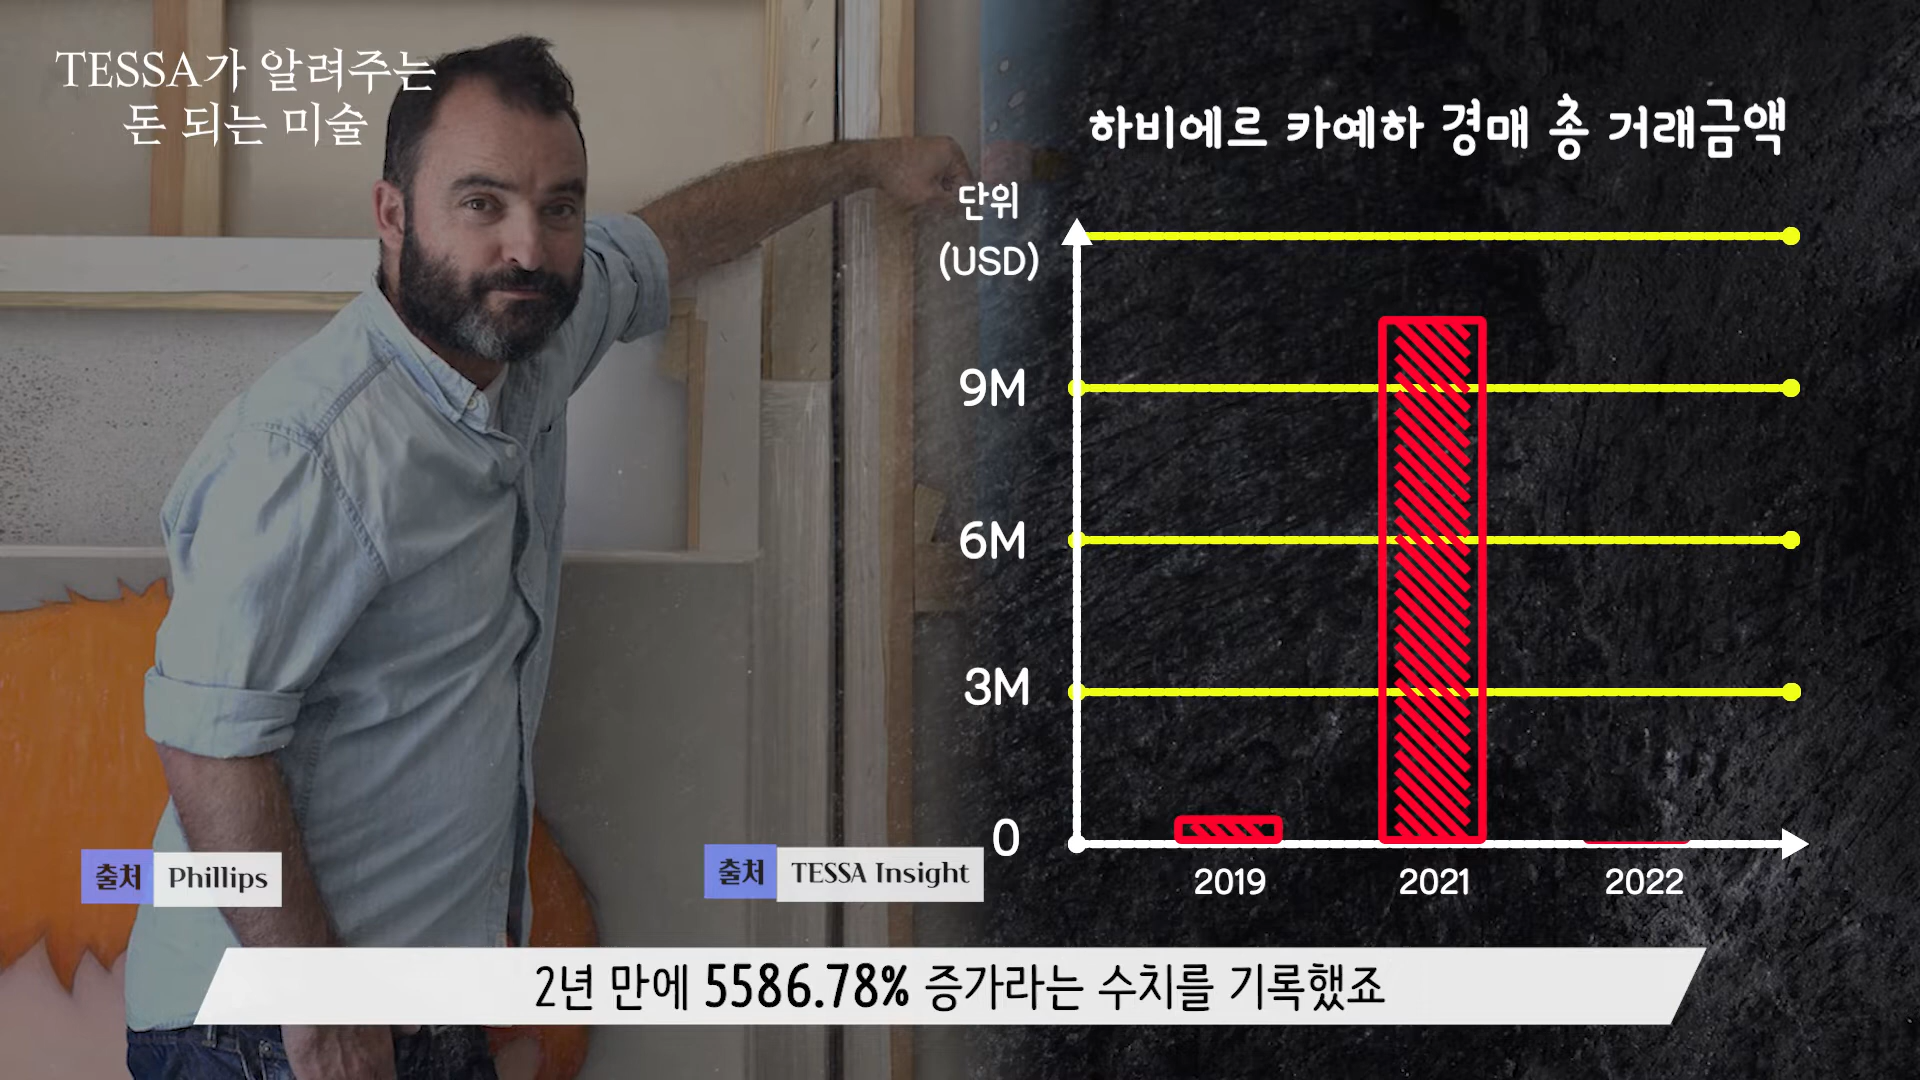 TESSA가 알려주는
돈 되는 미술
하비에르 카예하 경매 총 거래금액
단위
(USD)
9M
6M
3M
0
2019 2021 2022
출처 Phillips
출처 TESSA Insight
2년 만에 5586.78% 증가라는 수치를 기록했죠